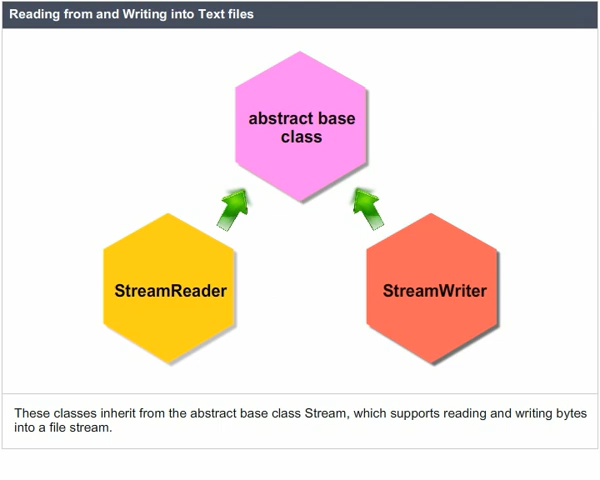 Reading from and Writing into Text files
abstract base
class
StreamReader
StreamWriter
These classes inherit from the abstract base class Stream, which supports reading and writing bytes
into a file stream.